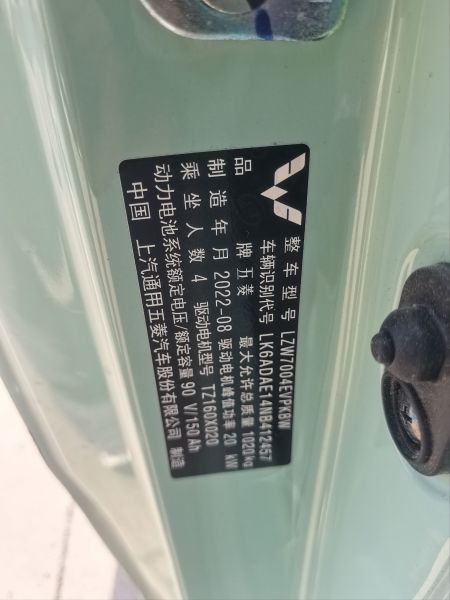 整车型号 LZW7004EVPKBW
车辆识别代号 LK6ADAE14NB412457
品 牌 五菱 最大允许总质量 1020 kg
制造年月 2022-08 驱动电机峰值功率 20 kW
乘坐人数 4 驱动电机型号 TZ160X020
动力电池系统额定电压/额定容量 90 V/150 Ah
中国 上汽通用五菱汽车股份有限公司 制造